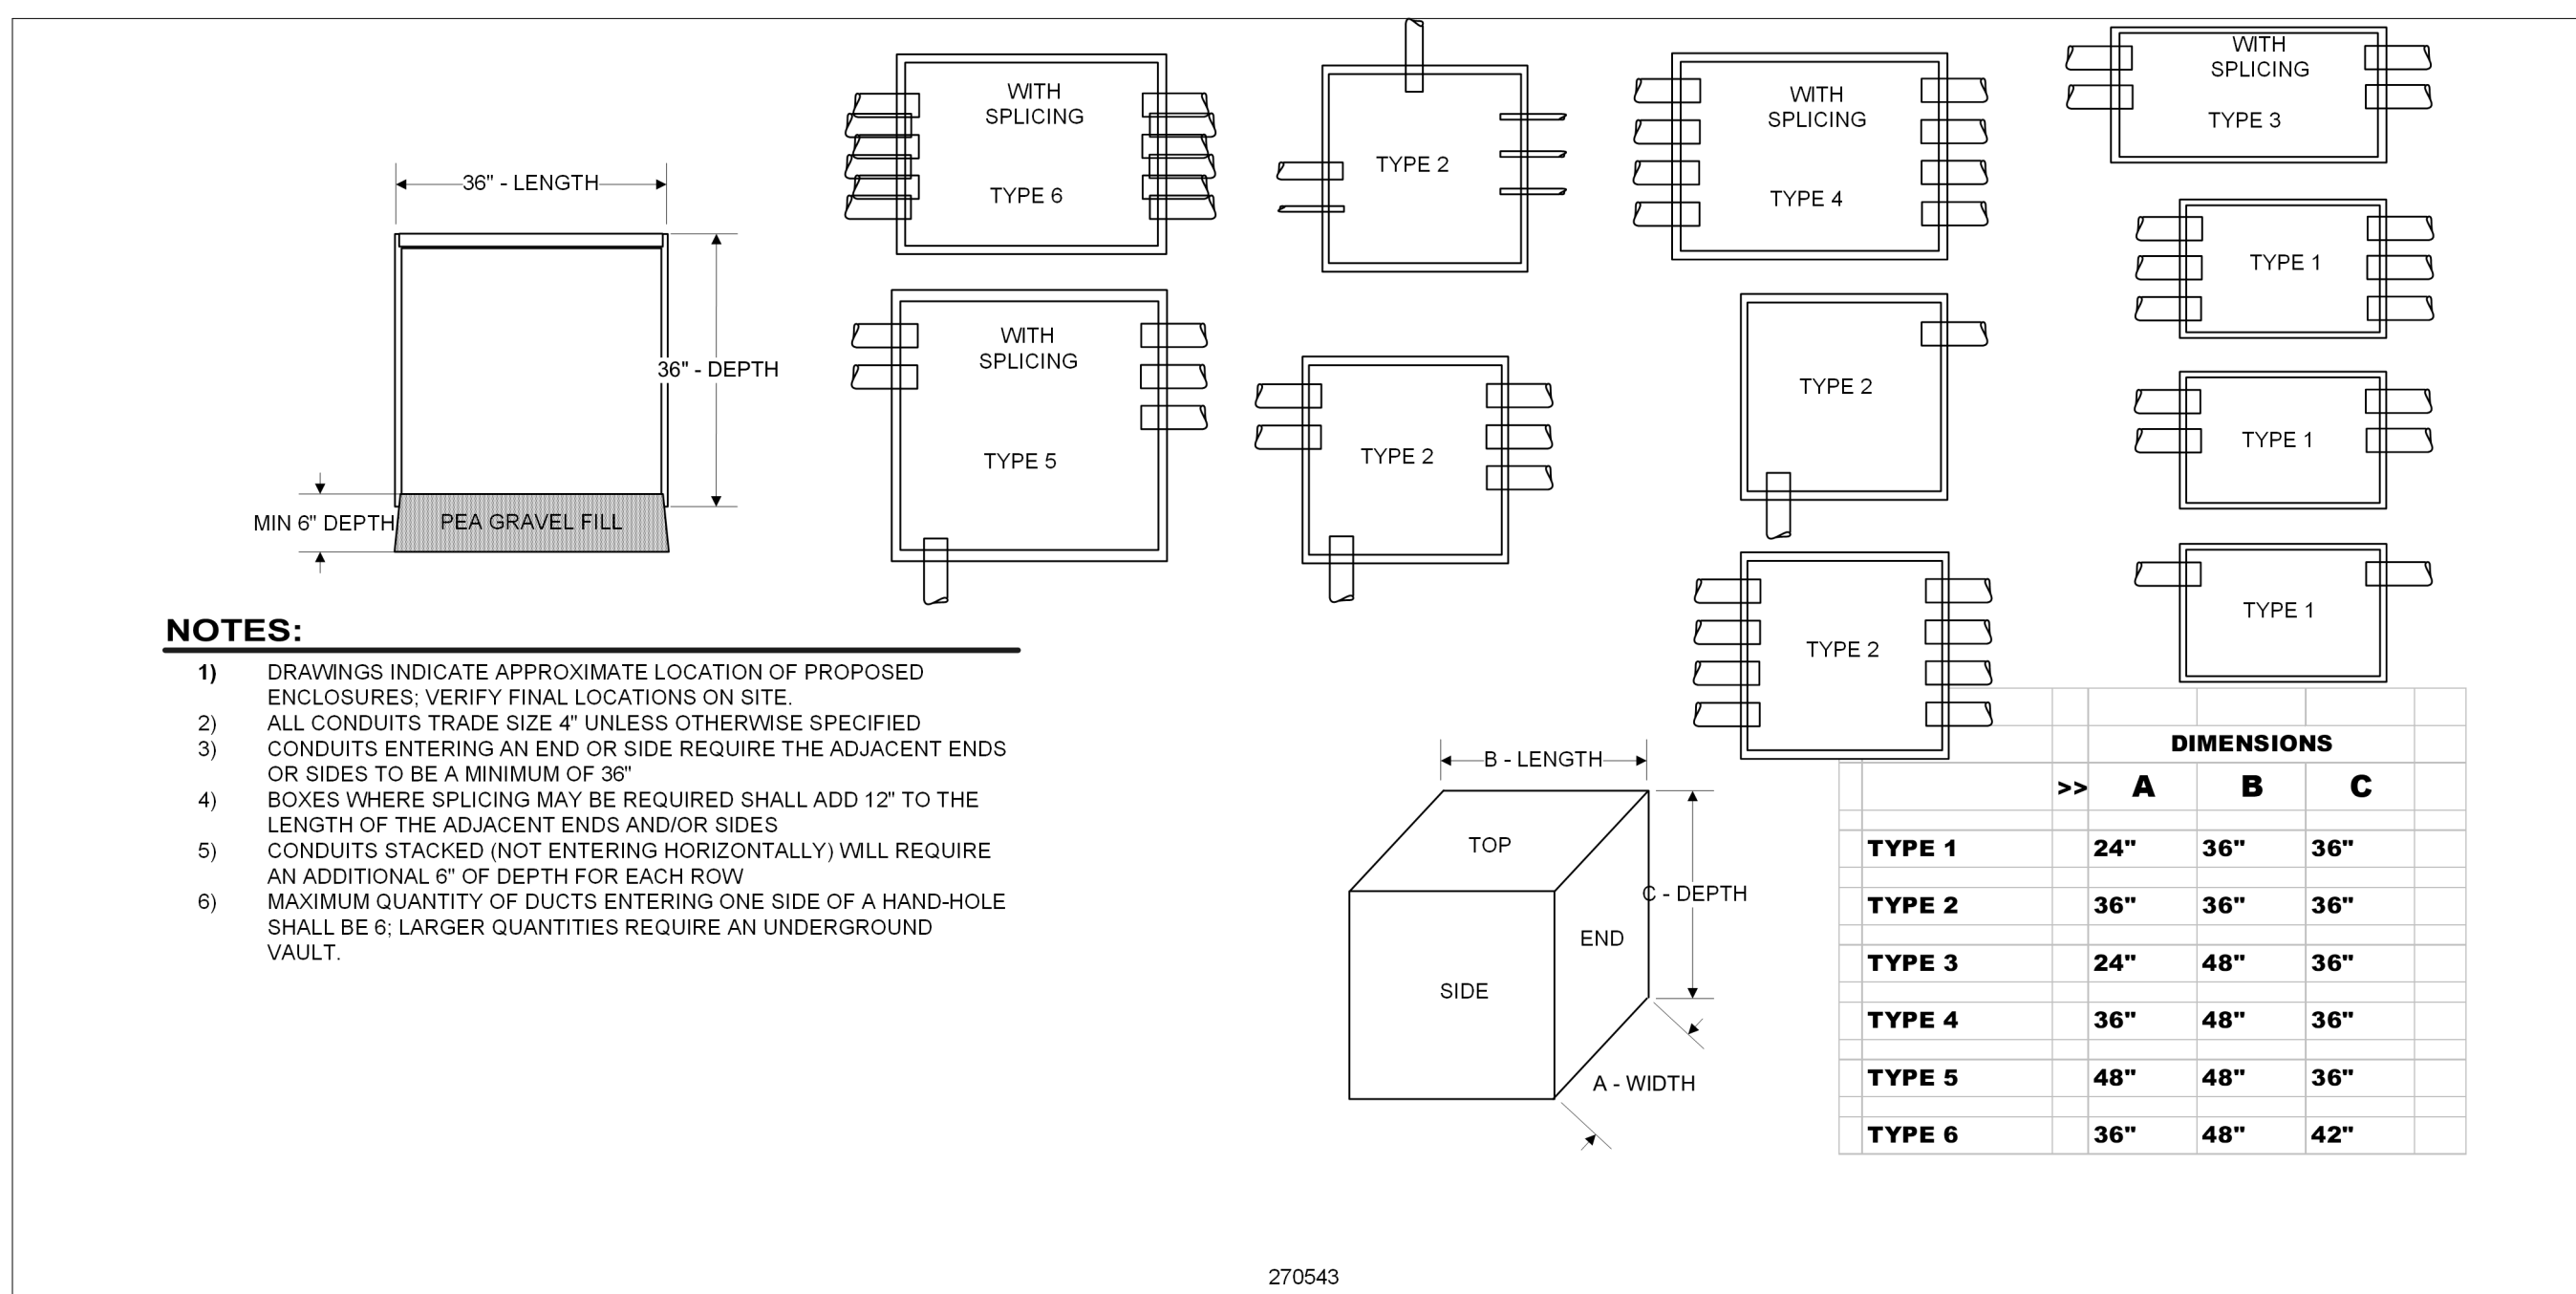 36" - LENGTH
36" - DEPTH
MIN 6" DEPTH
PEA GRAVEL FILL
WITH
SPLICING
TYPE 6
TYPE 2
WITH
SPLICING
TYPE 4
WITH
SPLICING
TYPE 3
TYPE 1
WITH
SPLICING
TYPE 5
TYPE 2
TYPE 2
TYPE 1
TYPE 2
TYPE 1
NOTES:
1) DRAWINGS INDICATE APPROXIMATE LOCATION OF PROPOSED
ENCLOSURES; VERIFY FINAL LOCATIONS ON SITE.
2) ALL CONDUITS TRADE SIZE 4" UNLESS OTHERWISE SPECIFIED
3) CONDUITS ENTERING AN END OR SIDE REQUIRE THE ADJACENT ENDS
OR SIDES TO BE A MINIMUM OF 36"
4) BOXES WHERE SPLICING MAY BE REQUIRED SHALL ADD 12" TO THE
LENGTH OF THE ADJACENT ENDS AND/OR SIDES
5) CONDUITS STACKED (NOT ENTERING HORIZONTALLY) WILL REQUIRE
AN ADDITIONAL 6" OF DEPTH FOR EACH ROW
6) MAXIMUM QUANTITY OF DUCTS ENTERING ONE SIDE OF A HAND-HOLE
SHALL BE 6; LARGER QUANTITIES REQUIRE AN UNDERGROUND
VAULT.
B - LENGTH
TOP
C - DEPTH
END
SIDE
A - WIDTH
DIMENSIONS
>> A B C
TYPE 1 24" 36" 36"
TYPE 2 36" 36" 36"
TYPE 3 24" 48" 36"
TYPE 4 36" 48" 36"
TYPE 5 48" 48" 36"
TYPE 6 36" 48" 42"
270543